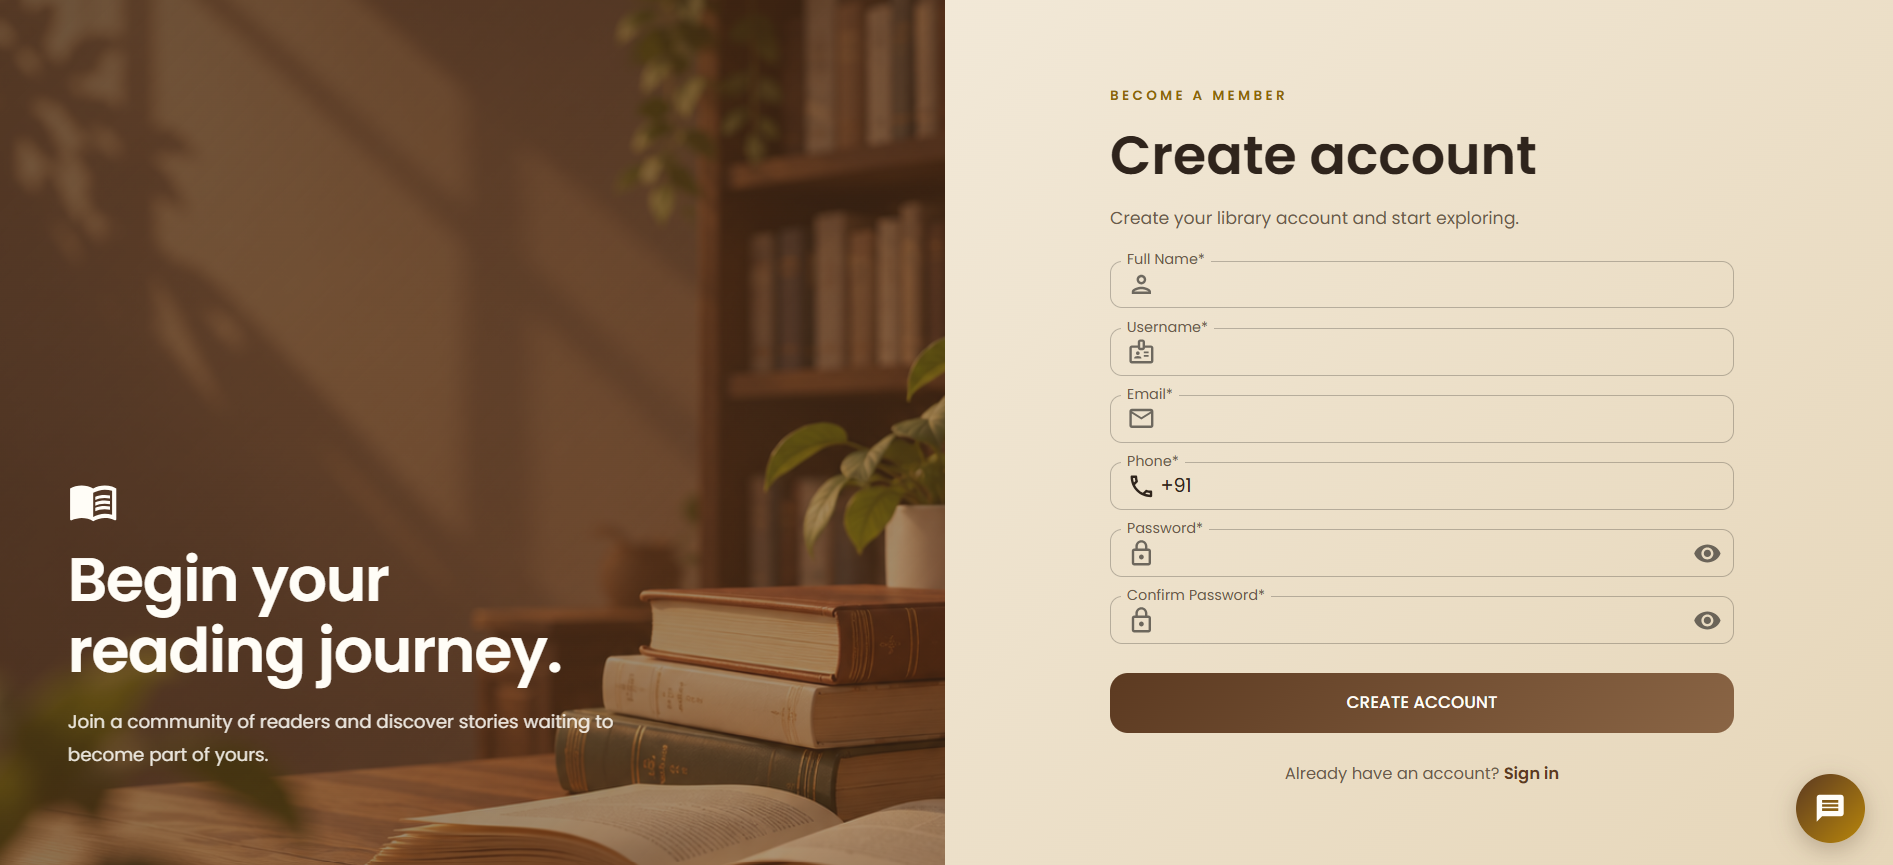 Begin your
reading journey.
Join a community of readers and discover stories waiting to
become part of yours.
BECOME A MEMBER
Create account
Create your library account and start exploring.
Full Name*
Username*
Email*
Phone*
+91
Password*
Confirm Password*
CREATE ACCOUNT
Already have an account? Sign in